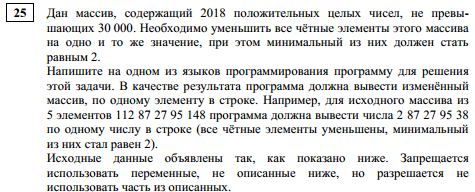 25 Дан массив, содержащий 2018 положительных целых чисел, не превы-
шающих 30 000. Необходимо уменьшить все чётные элементы этого массива
на одно и то же значение, при этом минимальный из них должен стать
равным 2.
Напишите на одном из языков программирования программу для решения
этой задачи. В качестве результата программа должна вывести изменённый
массив, по одному элементу в строке. Например, для исходного массива из
5 элементов 112 87 27 95 148 программа должна вывести числа 2 87 27 95 38
по одному числу в строке (все чётные элементы уменьшены, минимальный
из них стал равен 2).
Исходные данные объявлены так, как показано ниже. Запрещается
использовать переменные, не описанные ниже, но разрешается не
использовать часть из описанных.